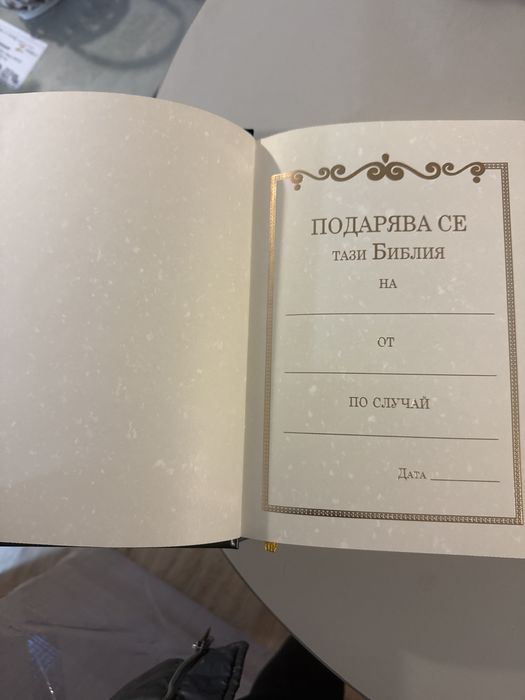 ПОДАРЯВА СЕ
ТАЗИ БИБЛИЯ
НА
ОТ
ПО СЛУЧАЙ
ДАТА